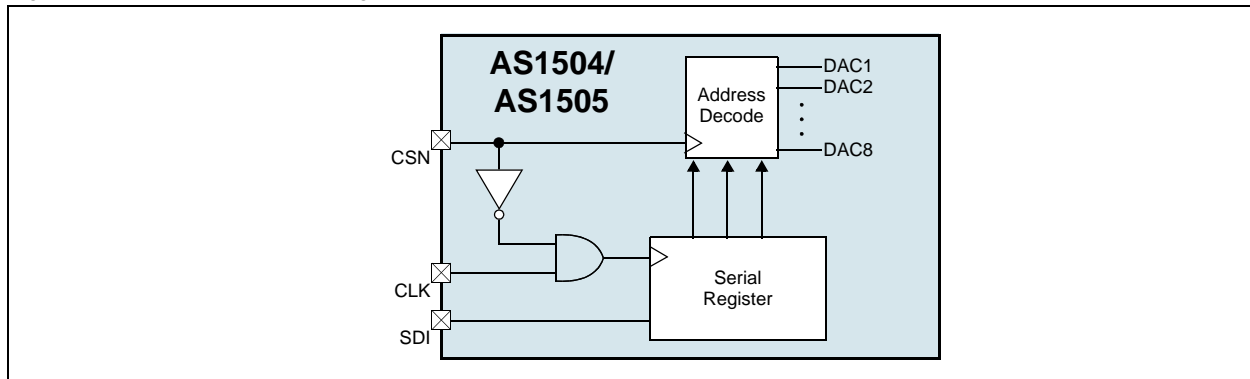 AS1504/
AS1505
Address
Decode
DAC1
DAC2
DAC8
CSN
CLK
SDI
Serial
Register